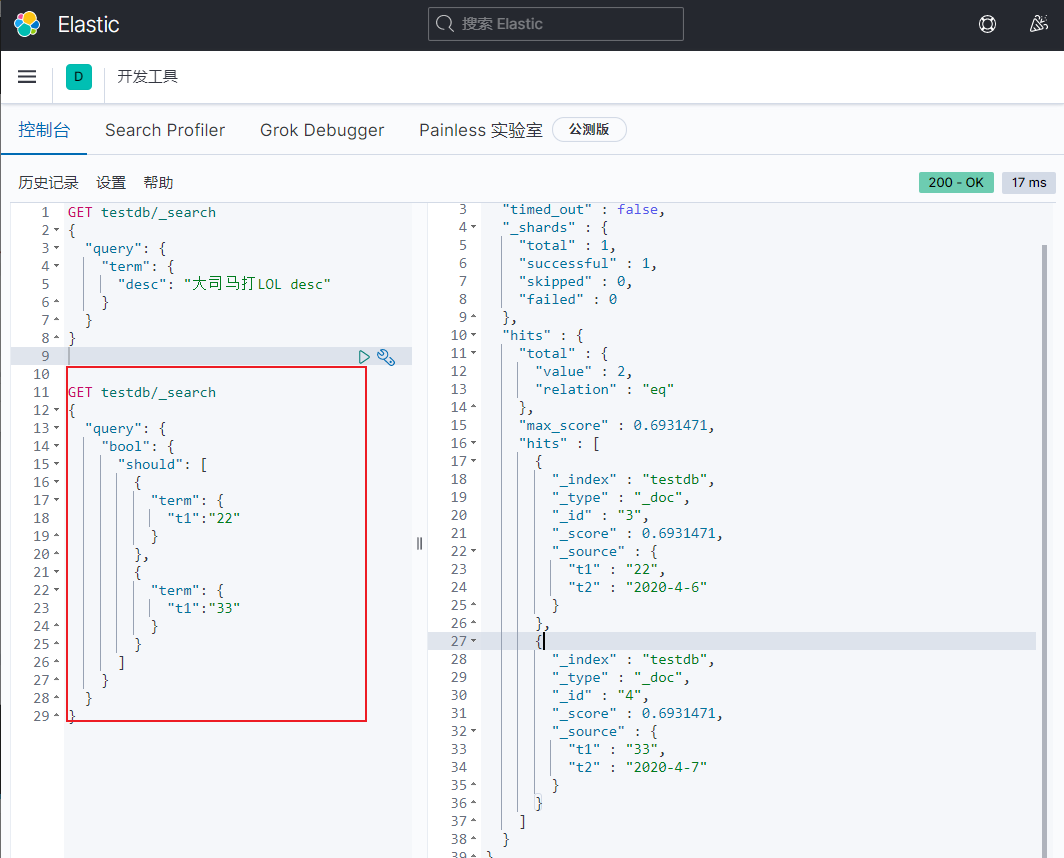 Elastic
搜索 Elastic
D
开发工具
控制台 Search Profiler Grok Debugger Painless 实验室 公测版
历史记录 设置 帮助
200 - OK 17 ms
1 GET testdb/_search
2 {
3 "query": {
4 "term": {
5 "desc": "大司马打LOL desc"
6 }
7 }
8 }
9
10
11 GET testdb/_search
12 {
13 "query": {
14 "bool": {
15 "should": [
16 {
17 "term": {
18 "t1":"22"
19 }
20 },
21 {
22 "term": {
23 "t1":"33"
24 }
25 }
26 ]
27 }
28 }
29 }
3 "timed_out" : false,
4 "_shards" : {
5 "total" : 1,
6 "successful" : 1,
7 "skipped" : 0,
8 "failed" : 0
9 },
10 "hits" : {
11 "total" : {
12 "value" : 2,
13 "relation" : "eq"
14 },
15 "max_score" : 0.6931471,
16 "hits" : [
17 {
18 "_index" : "testdb",
19 "_type" : "_doc",
20 "_id" : "3",
21 "_score" : 0.6931471,
22 "_source" : {
23 "t1" : "22",
24 "t2" : "2020-4-6"
25 }
26 },
27 {
28 "_index" : "testdb",
29 "_type" : "_doc",
30 "_id" : "4",
31 "_score" : 0.6931471,
32 "_source" : {
33 "t1" : "33",
34 "t2" : "2020-4-7"
35 }
36 }
37 ]
38 }
39 }